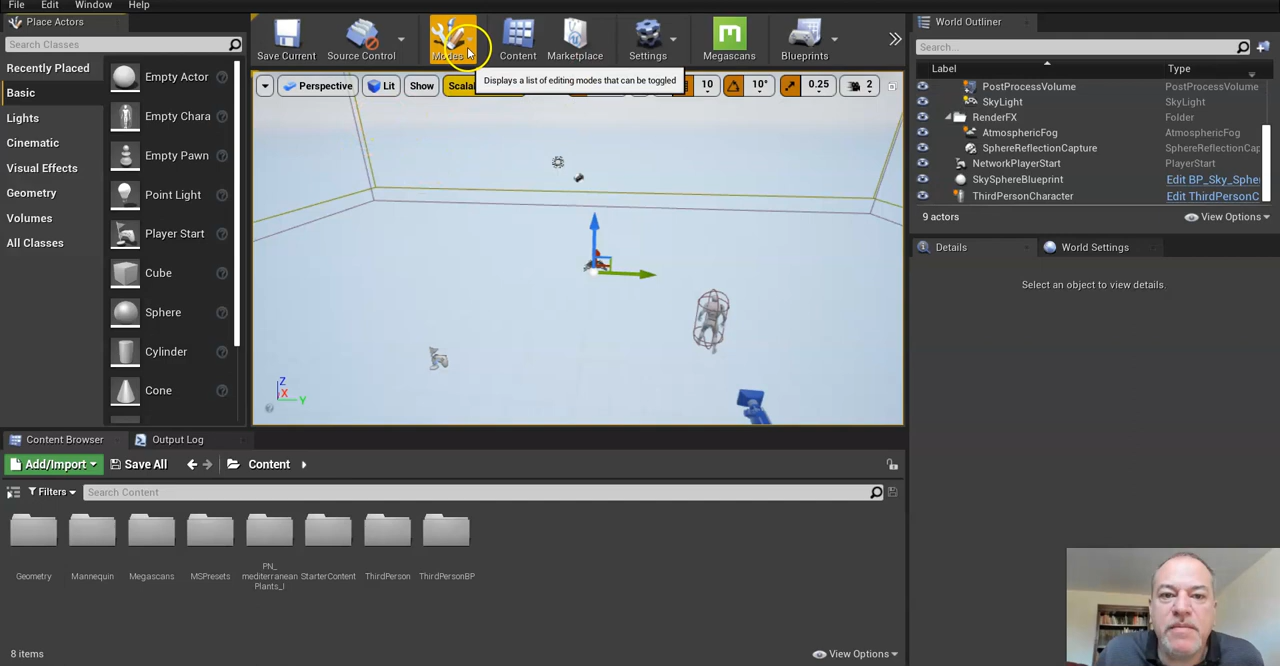 File Edit Window Help
Place Actors
Search Classes
Recently Placed
Basic
Lights
Cinematic
Visual Effects
Geometry
Volumes
All Classes
Empty Actor
Empty Chara
Empty Pawn
Point Light
Player Start
Cube
Sphere
Cylinder
Cone
Save Current
Source Control
Modes
Content
Marketplace
Settings
Megascans
Blueprints
Displays a list of editing modes that can be toggled
Perspective
Lit
Show
Scala
10
10°
0.25
2
Z
X
Y
World Outliner
Search...
Label Type
PostProcessVolume PostProcessVolume
SkyLight SkyLight
RenderFX Folder
AtmosphericFog AtmosphericFog
SphereReflectionCapture SphereReflectionCap
NetworkPlayerStart PlayerStart
SkySphereBlueprint Edit BP_Sky_Sphe
ThirdPersonCharacter Edit ThirdPersonC
9 actors View Options
Details World Settings
Select an object to view details.
Content Browser Output Log
Add/Import Save All Content
Filters Search Content
Geometry
Mannequin
Megascans
MSPresets
PN_
mediterranean
Plants_I
StarterContent
ThirdPerson
ThirdPersonBP
8 items View Options